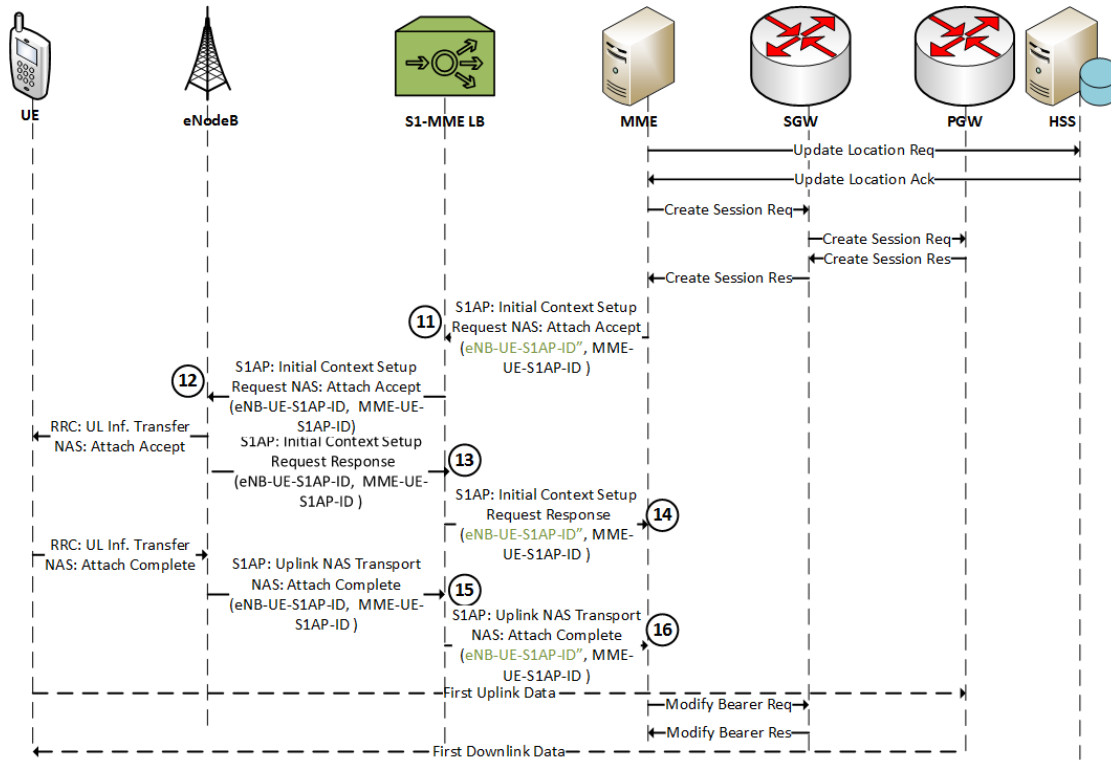 UE
eNodeB
S1-MME LB
MME
SGW
PGW
HSS
Update Location Req
Update Location Ack
Create Session Req
Create Session Req
Create Session Res
Create Session Res
11
S1AP: Initial Context Setup
Request NAS: Attach Accept
(eNB-UE-S1AP-ID”, MME-
UE-S1AP-ID )
12
S1AP: Initial Context Setup
Request NAS: Attach Accept
(eNB-UE-S1AP-ID, MME-UE-
S1AP-ID)
RRC: UL Inf. Transfer
NAS: Attach Accept
S1AP: Initial Context Setup
Request Response
(eNB-UE-S1AP-ID, MME-UE-
S1AP-ID )
13
S1AP: Initial Context Setup
Request Response
(eNB-UE-S1AP-ID”, MME-
UE-S1AP-ID )
14
RRC: UL Inf. Transfer
NAS: Attach Complete
S1AP: Uplink NAS Transport
NAS: Attach Complete
(eNB-UE-S1AP-ID, MME-UE-
S1AP-ID )
15
S1AP: Uplink NAS Transport
NAS: Attach Complete
(eNB-UE-S1AP-ID”, MME-
UE-S1AP-ID )
16
First Uplink Data
Modify Bearer Req
Modify Bearer Res
First Downlink Data